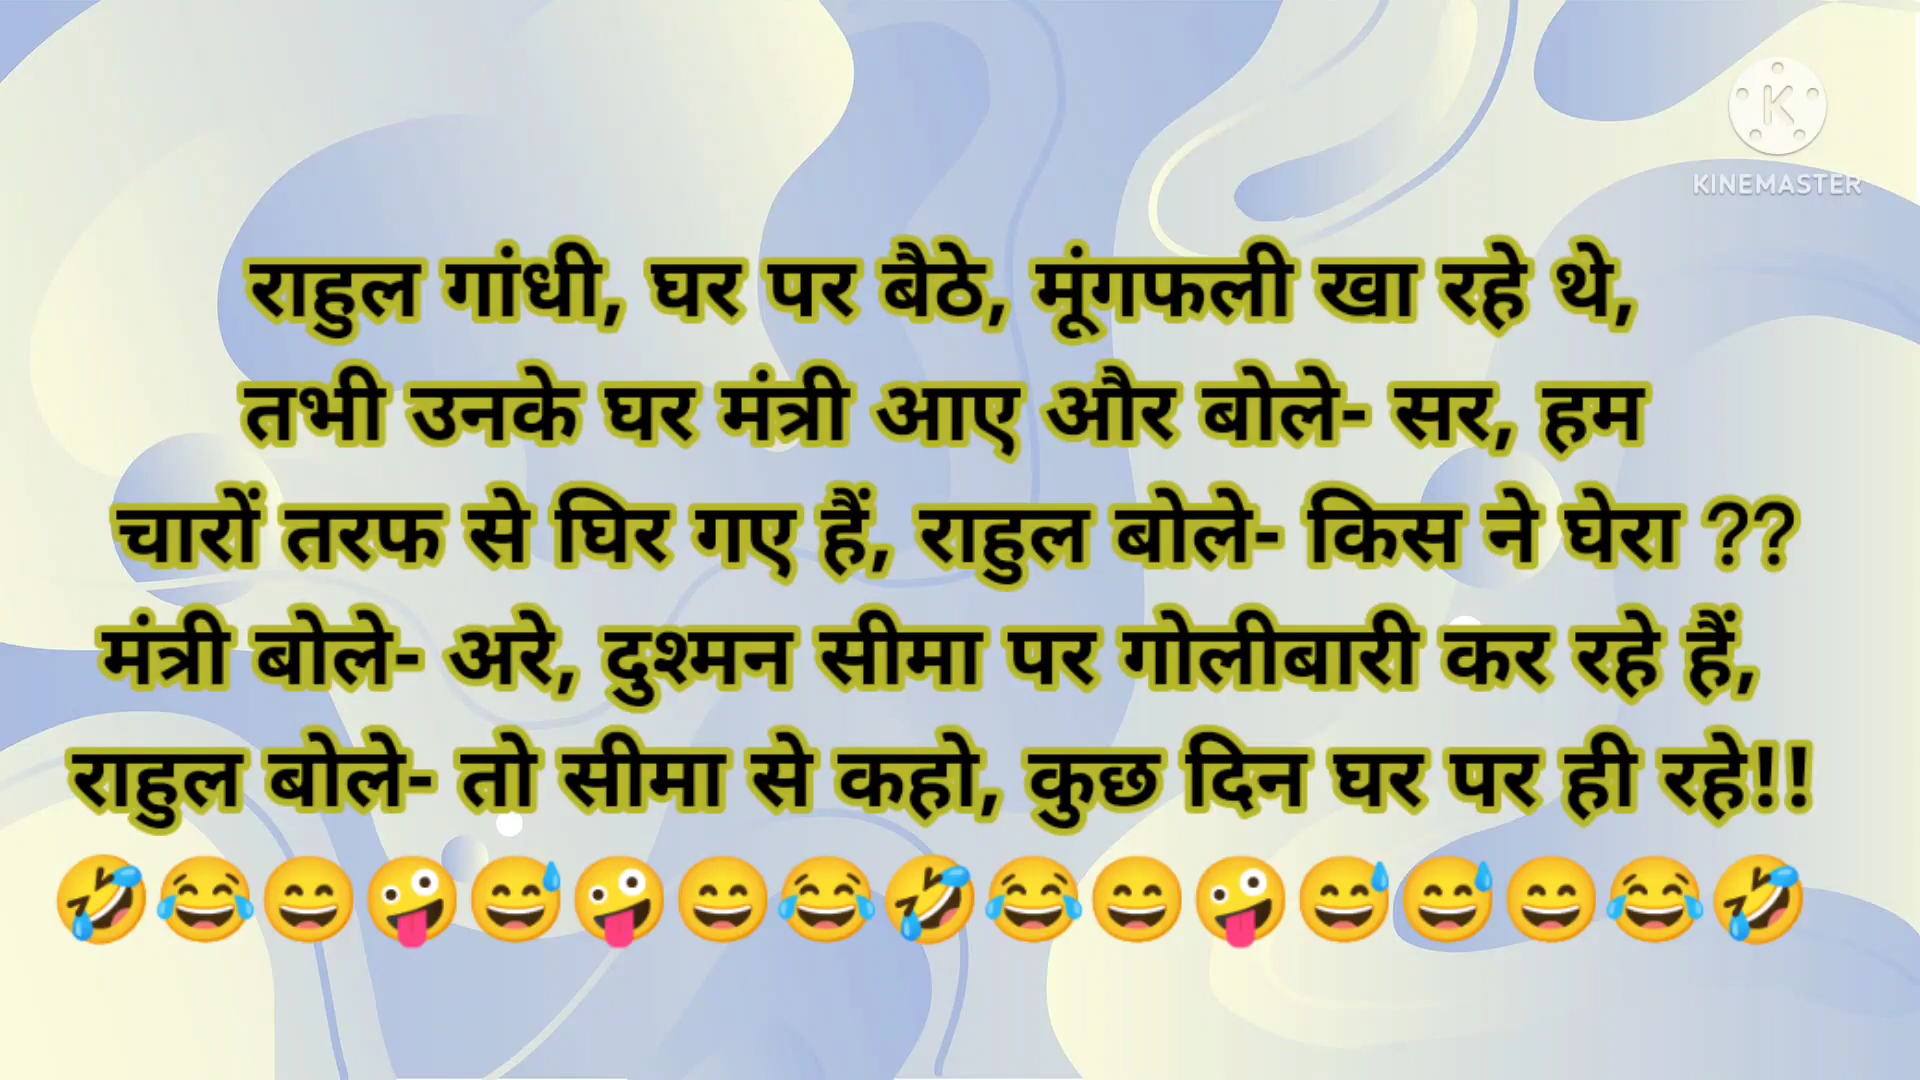 KINEMASTER
राहुल गांधी, घर पर बैठे, मूंगफली खा रहे थे,
तभी उनके घर मंत्री आए और बोले- सर, हम
चारों तरफ से घिर गए हैं, राहुल बोले- किस ने घेरा ??
मंत्री बोले- अरे, दुश्मन सीमा पर गोलीबारी कर रहे हैं,
राहुल बोले- तो सीमा से कहो, कुछ दिन घर पर ही रहे!!
🤣😂😄🤪😅🤪😄😂🤣😂😄🤪😅😅😄😂🤣